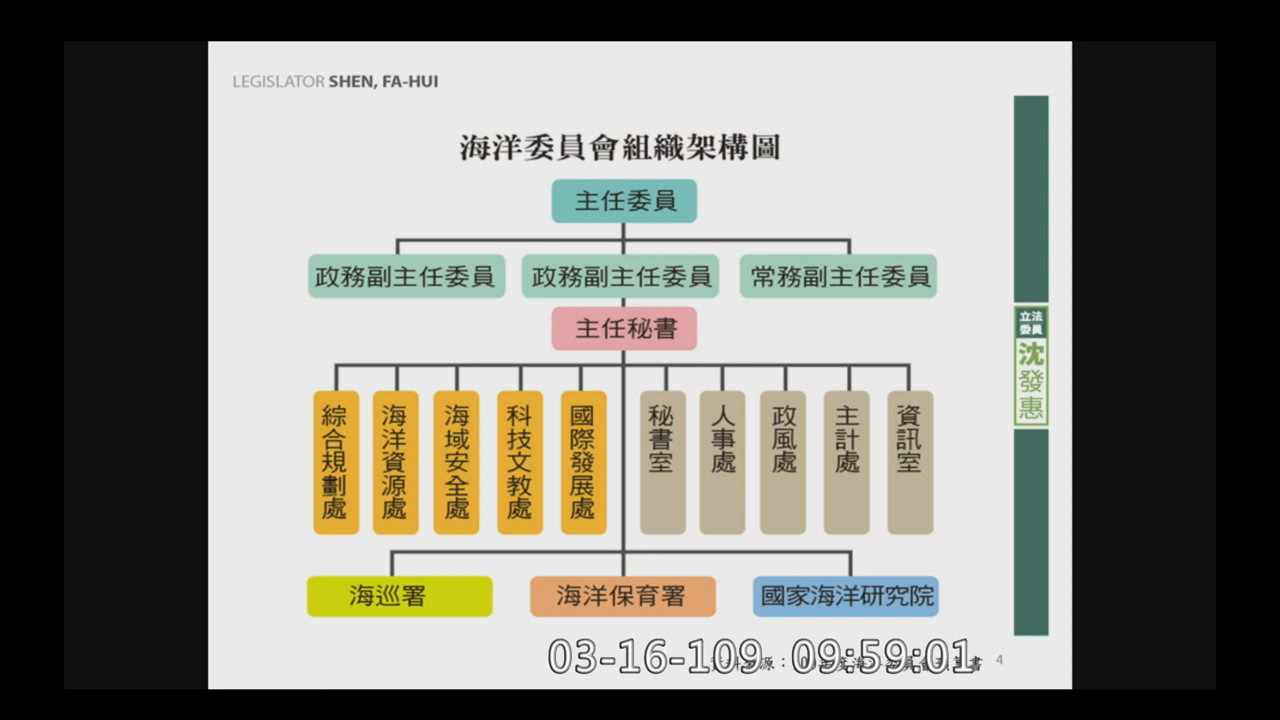 LEGISLATOR SHEN, FA-HUI
海洋委員會組織架構圖
主任委員
政務副主任委員
政務副主任委員
常務副主任委員
主任秘書
綜合規劃處
海洋資源處
海域安全處
科技文教處
國際發展處
秘書室
人事處
政風處
主計處
資訊室
海巡署
海洋保育署
國家海洋研究院
立法
委員
沈發惠
03-16-109 09:59:01
4